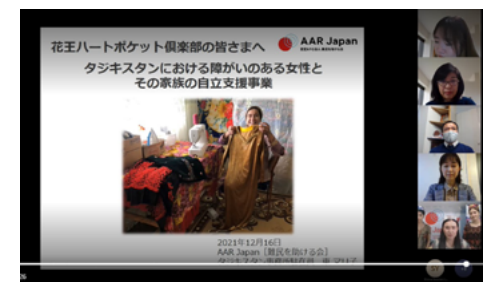 花王ハートポケット倶楽部の皆さまへ
AAR Japan
タジキスタンにおける障がいのある女性と
その家族の自立支援事業
2021年12月16日
AAR Japan［難民を助ける会］